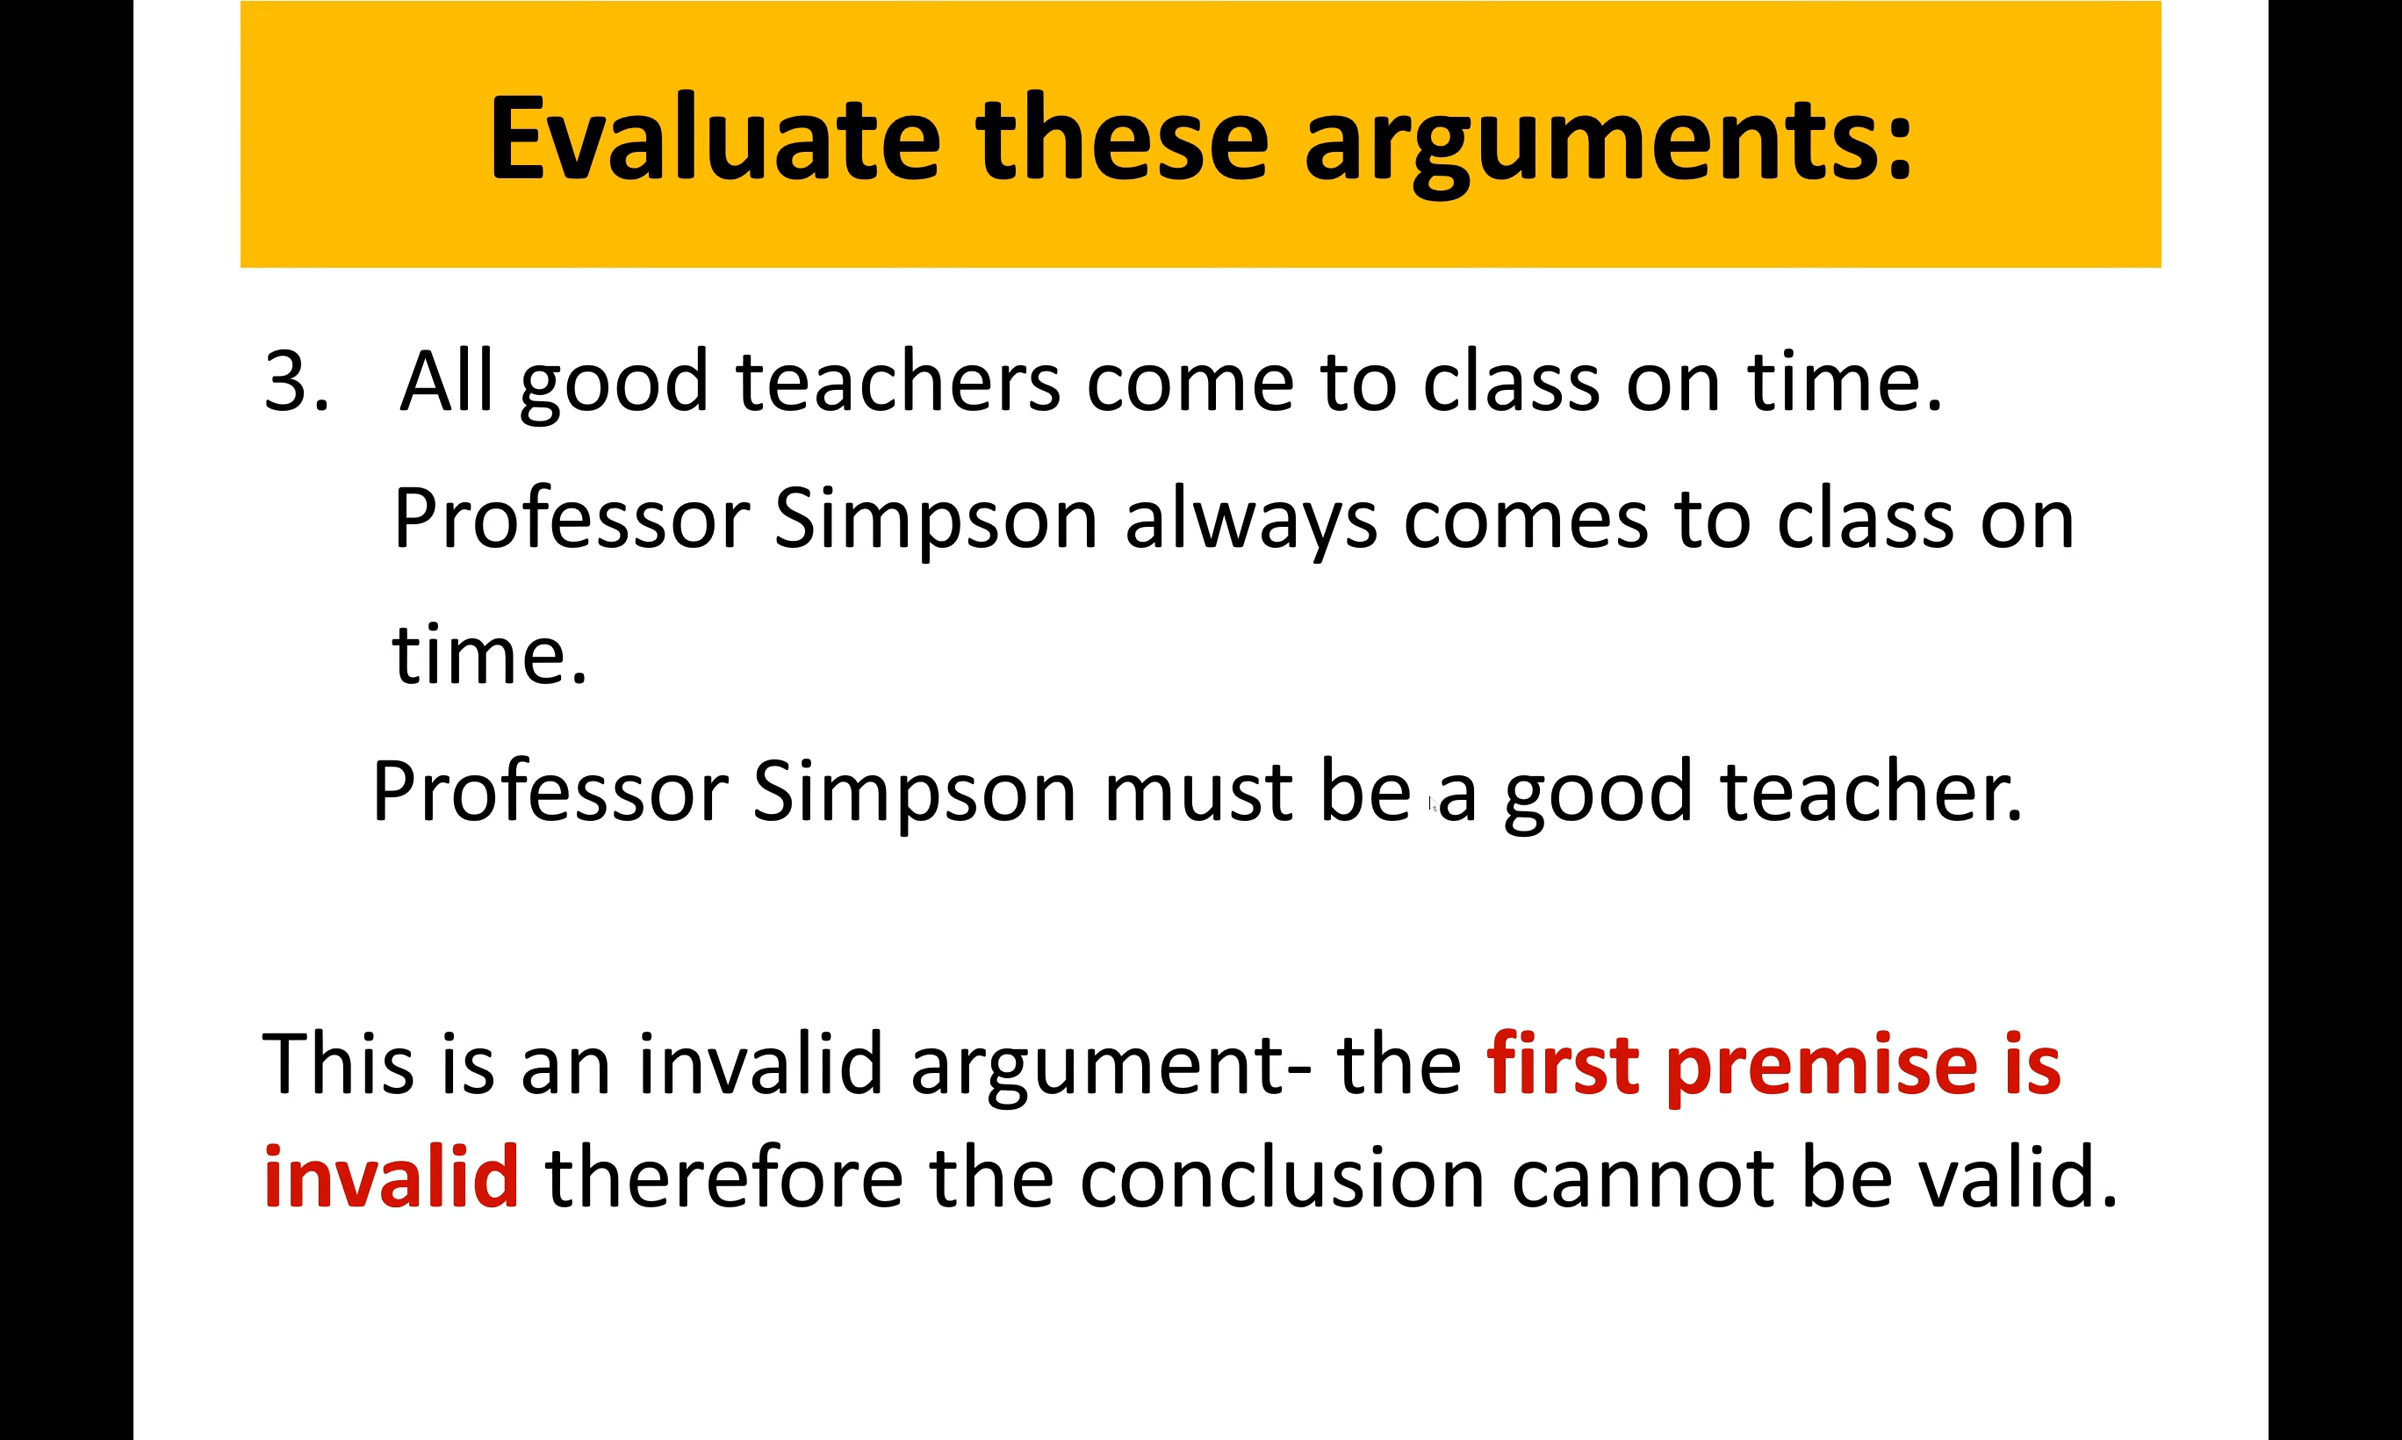 Evaluate these arguments:
3. All good teachers come to class on time.
Professor Simpson always comes to class on
time.
Professor Simpson must be a good teacher.
This is an invalid argument- the first premise is
invalid therefore the conclusion cannot be valid.